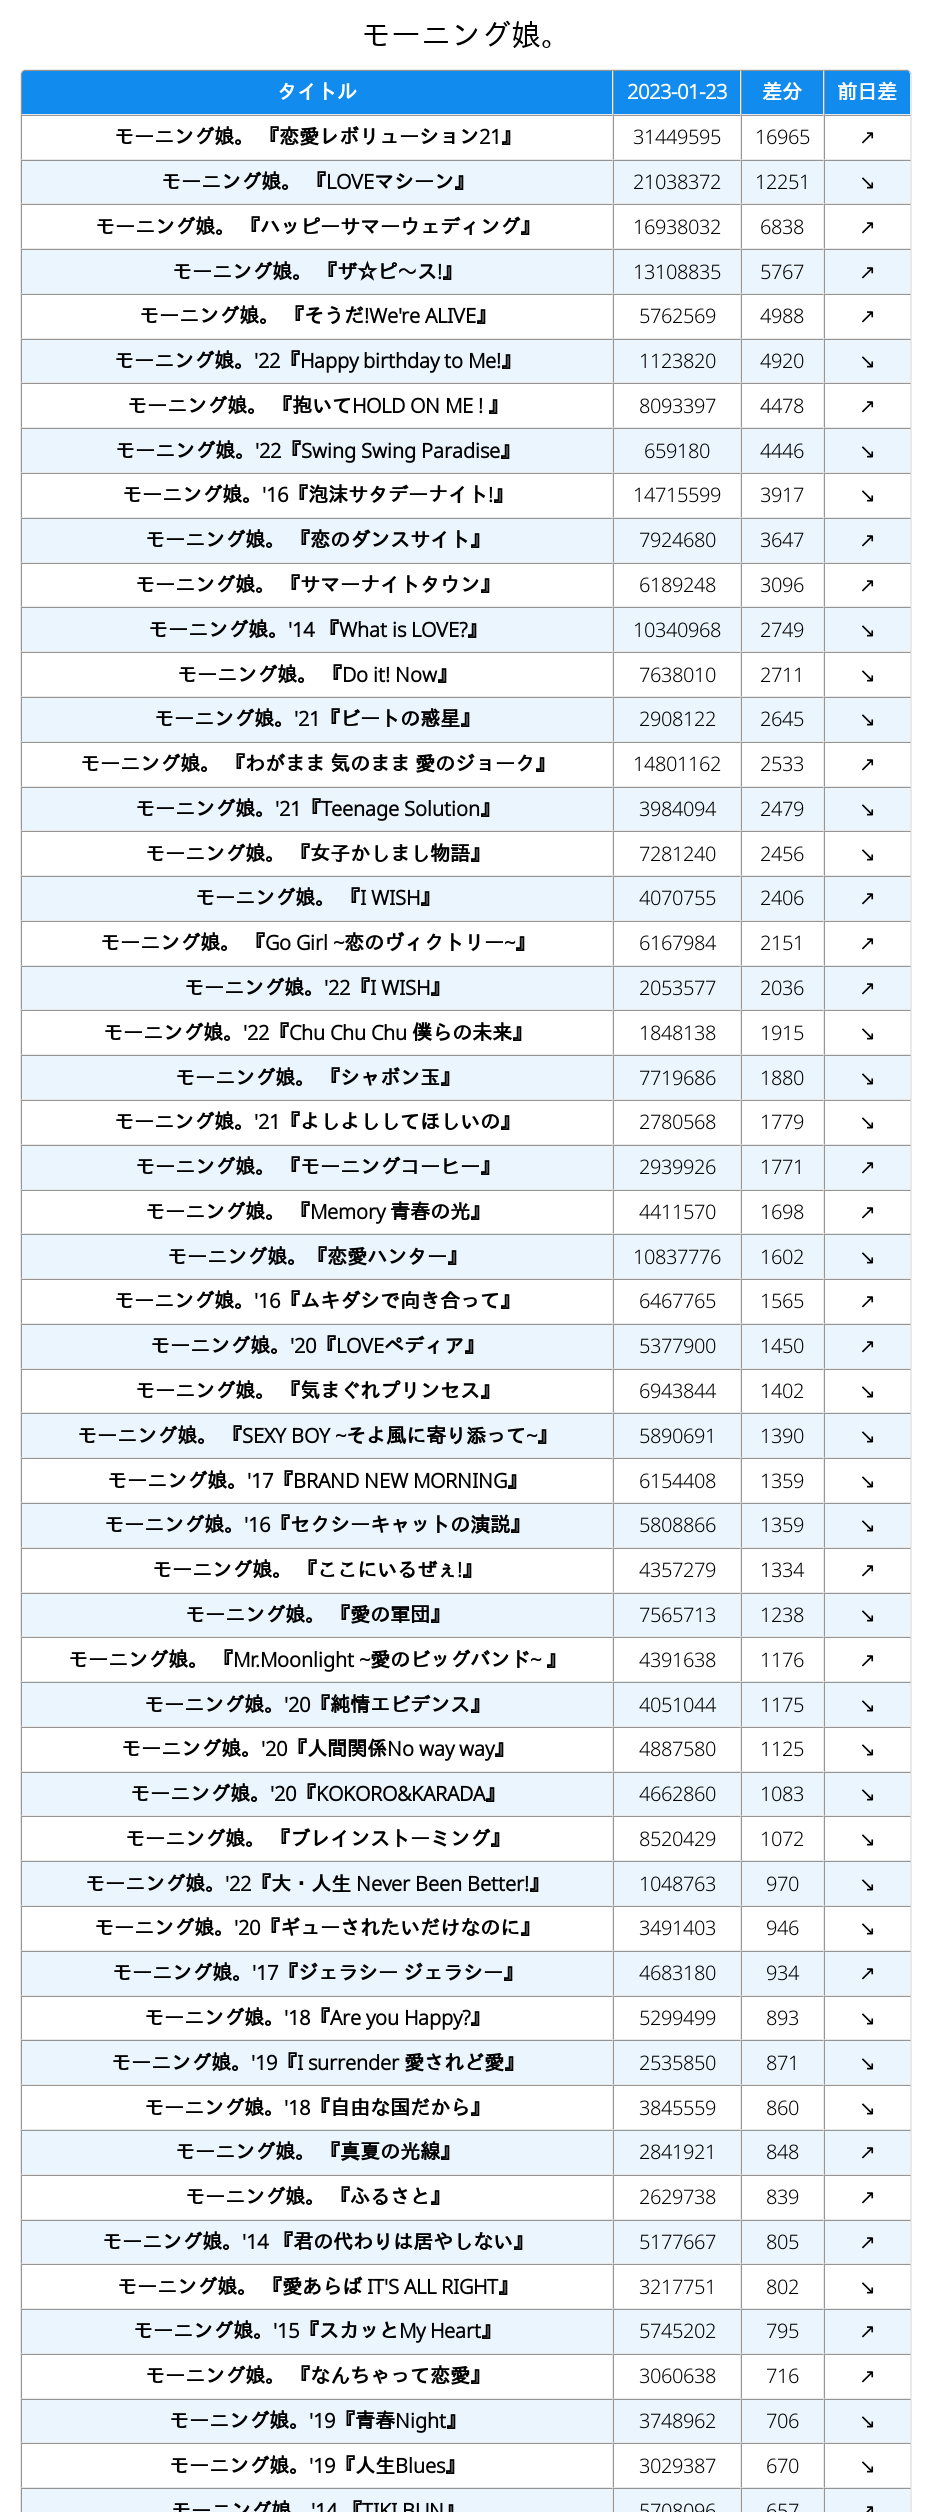 モーニング娘。
タイトル 2023-01-23 差分 前日差
モーニング娘。 『恋愛レボリューション21』 31449595 16965 ↗
モーニング娘。 『LOVEマシーン』 21038372 12251 ↘
モーニング娘。 『ハッピーサマーウェディング』 16938032 6838 ↗
モーニング娘。 『ザ☆ピ〜ス!』 13108835 5767 ↗
モーニング娘。 『そうだ!We're ALIVE』 5762569 4988 ↗
モーニング娘。'22『Happy birthday to Me!』 1123820 4920 ↘
モーニング娘。 『抱いてHOLD ON ME ! 』 8093397 4478 ↗
モーニング娘。'22『Swing Swing Paradise』 659180 4446 ↘
モーニング娘。'16『泡沫サタデーナイト!』 14715599 3917 ↘
モーニング娘。 『恋のダンスサイト』 7924680 3647 ↗
モーニング娘。 『サマーナイトタウン』 6189248 3096 ↗
モーニング娘。'14 『What is LOVE?』 10340968 2749 ↘
モーニング娘。 『Do it! Now』 7638010 2711 ↘
モーニング娘。'21『ビートの惑星』 2908122 2645 ↘
モーニング娘。 『わがまま 気のまま 愛のジョーク』 14801162 2533 ↗
モーニング娘。'21『Teenage Solution』 3984094 2479 ↘
モーニング娘。 『女子かしまし物語』 7281240 2456 ↘
モーニング娘。 『I WISH』 4070755 2406 ↗
モーニング娘。 『Go Girl ~恋のヴィクトリー~』 6167984 2151 ↗
モーニング娘。'22『I WISH』 2053577 2036 ↗
モーニング娘。'22『Chu Chu Chu 僕らの未来』 1848138 1915 ↘
モーニング娘。 『シャボン玉』 7719686 1880 ↘
モーニング娘。'21『よしよししてほしいの』 2780568 1779 ↘
モーニング娘。 『モーニングコーヒー』 2939926 1771 ↗
モーニング娘。 『Memory 青春の光』 4411570 1698 ↗
モーニング娘。『恋愛ハンター』 10837776 1602 ↘
モーニング娘。'16『ムキダシで向き合って』 6467765 1565 ↗
モーニング娘。'20『LOVEペディア』 5377900 1450 ↗
モーニング娘。 『気まぐれプリンセス』 6943844 1402 ↘
モーニング娘。 『SEXY BOY ~そよ風に寄り添って~』 5890691 1390 ↘
モーニング娘。'17『BRAND NEW MORNING』 6154408 1359 ↘
モーニング娘。'16『セクシーキャットの演説』 5808866 1359 ↘
モーニング娘。 『ここにいるぜぇ!』 4357279 1334 ↗
モーニング娘。 『愛の軍団』 7565713 1238 ↘
モーニング娘。 『Mr.Moonlight ~愛のビッグバンド~ 』 4391638 1176 ↗
モーニング娘。'20『純情エビデンス』 4051044 1175 ↘
モーニング娘。'20『人間関係No way way』 4887580 1125 ↘
モーニング娘。'20『KOKORO&KARADA』 4662860 1083 ↘
モーニング娘。 『ブレインストーミング』 8520429 1072 ↘
モーニング娘。'22『大・人生 Never Been Better!』 1048763 970 ↘
モーニング娘。'20『ギューされたいだけなのに』 3491403 946 ↘
モーニング娘。'17『ジェラシー ジェラシー』 4683180 934 ↗
モーニング娘。'18『Are you Happy?』 5299499 893 ↘
モーニング娘。'19『I surrender 愛されど愛』 2535850 871 ↘
モーニング娘。'18『自由な国だから』 3845559 860 ↘
モーニング娘。 『真夏の光線』 2841921 848 ↗
モーニング娘。 『ふるさと』 2629738 839 ↗
モーニング娘。'14 『君の代わりは居やしない』 5177667 805 ↗
モーニング娘。 『愛あらば IT'S ALL RIGHT』 3217751 802 ↘
モーニング娘。'15『スカッとMy Heart』 5745202 795 ↗
モーニング娘。 『なんちゃって恋愛』 3060638 716 ↗
モーニング娘。'19『青春Night』 3748962 706 ↘
モーニング娘。'19『人生Blues』 3029387 670 ↘
モーニング娘。'14 『TIKI BUN』 5708096 657 ↗